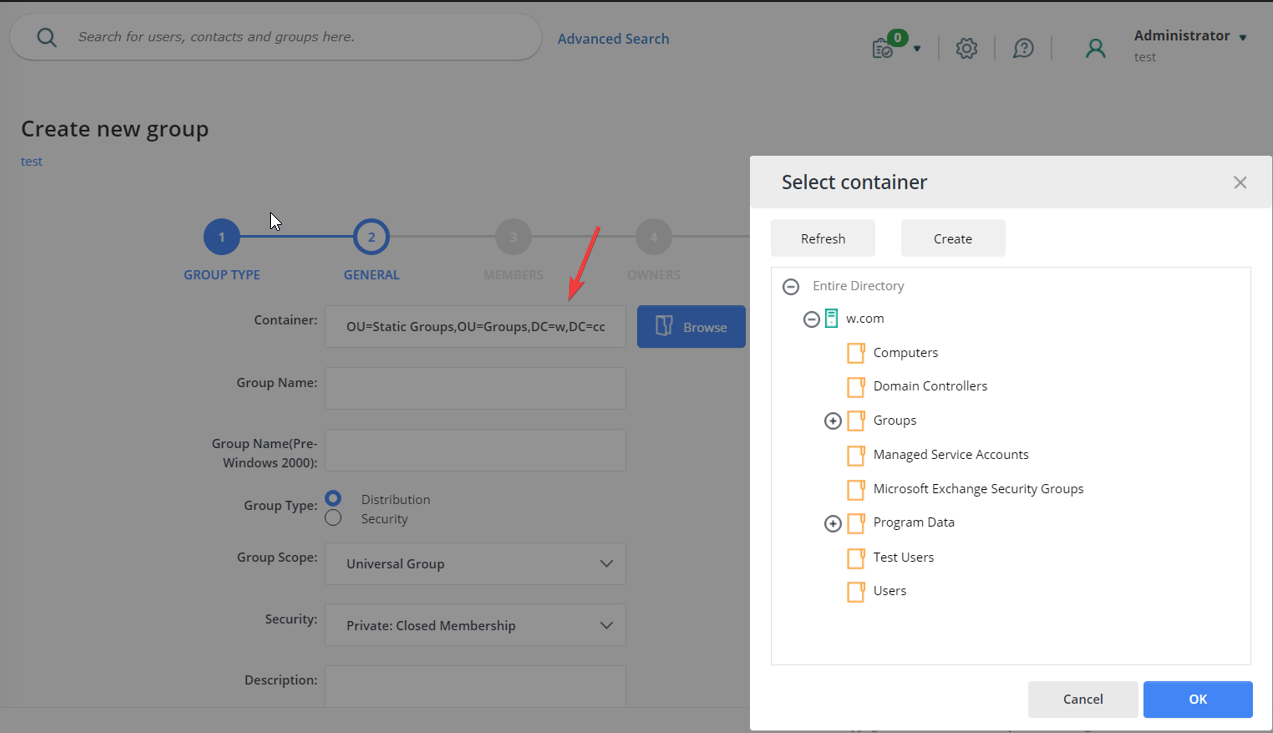 Search for users, contacts and groups here.
Advanced Search
0
Administrator
test
Create new group
test
1
2
3
4
GROUP TYPE
GENERAL
MEMBERS
OWNERS
Container:
OU=Static Groups,OU=Groups,DC=w,DC=cc
Browse
Group Name:
Group Name(Pre-
Windows 2000):
Group Type:
Distribution
Security
Group Scope:
Universal Group
Security:
Private: Closed Membership
Description:
Select container
Refresh
Create
Entire Directory
w.com
Computers
Domain Controllers
Groups
Managed Service Accounts
Microsoft Exchange Security Groups
Program Data
Test Users
Users
Cancel
OK